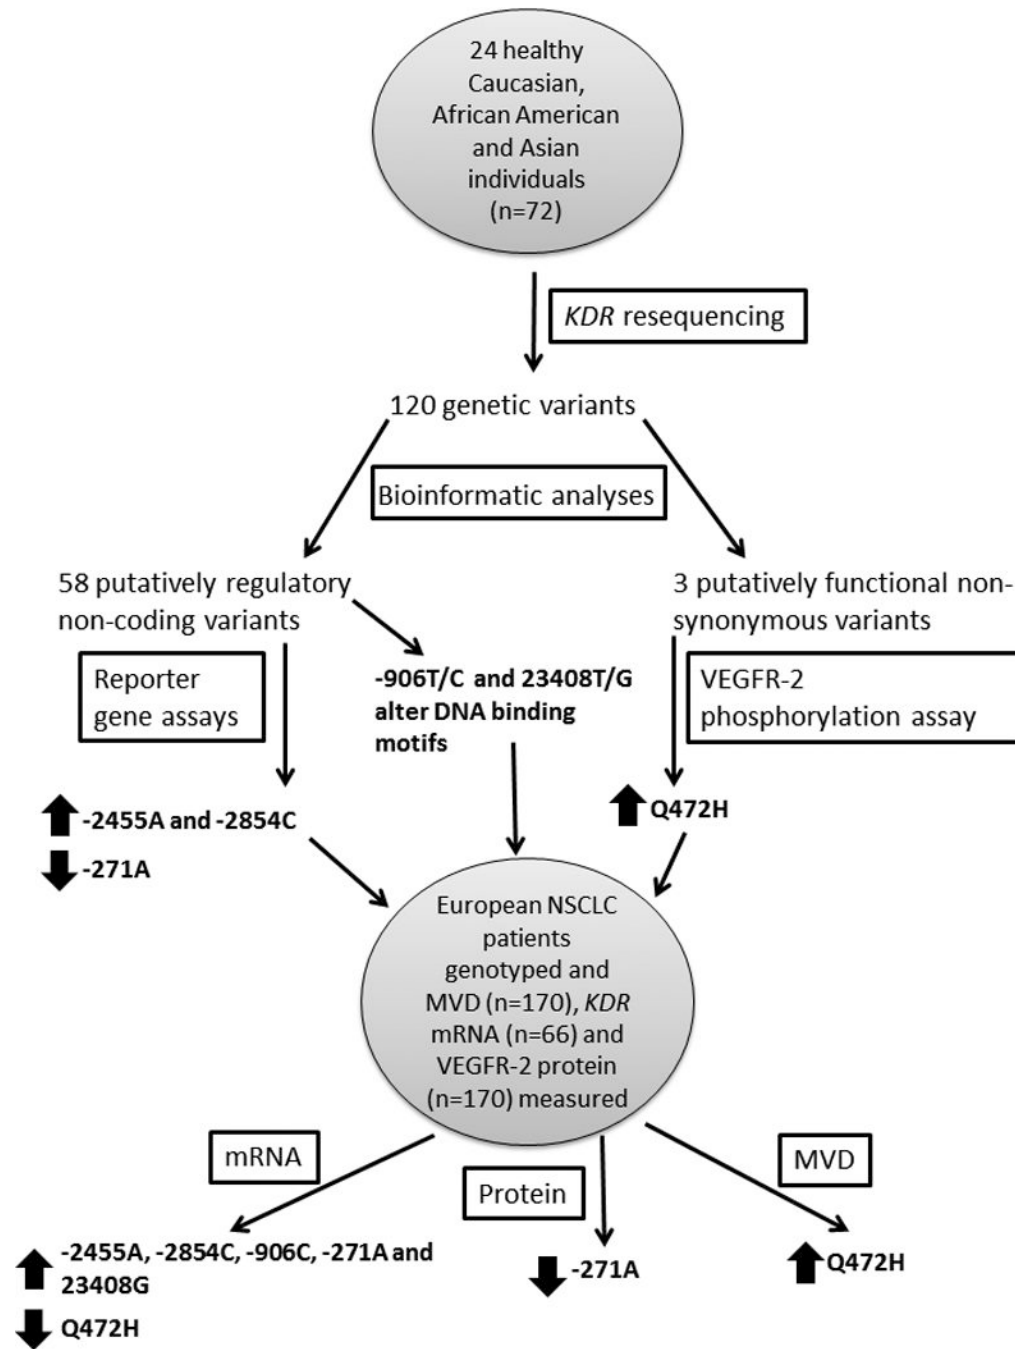 24 healthy
Caucasian,
African American
and Asian
individuals
(n=72)
KDR resequencing
120 genetic variants
Bioinformatic analyses
58 putatively regulatory
non-coding variants
3 putatively functional non-
synonymous variants
Reporter
gene assays
-906T/C and 23408T/G
alter DNA binding
motifs
VEGFR-2
phosphorylation assay
-2455A and -2854C
-271A
Q472H
European NSCLC
patients
genotyped and
MVD (n=170), KDR
mRNA (n=66) and
VEGFR-2 protein
(n=170) measured
mRNA
Protein
MVD
-2455A, -2854C, -906C, -271A and
23408G
Q472H
-271A
Q472H